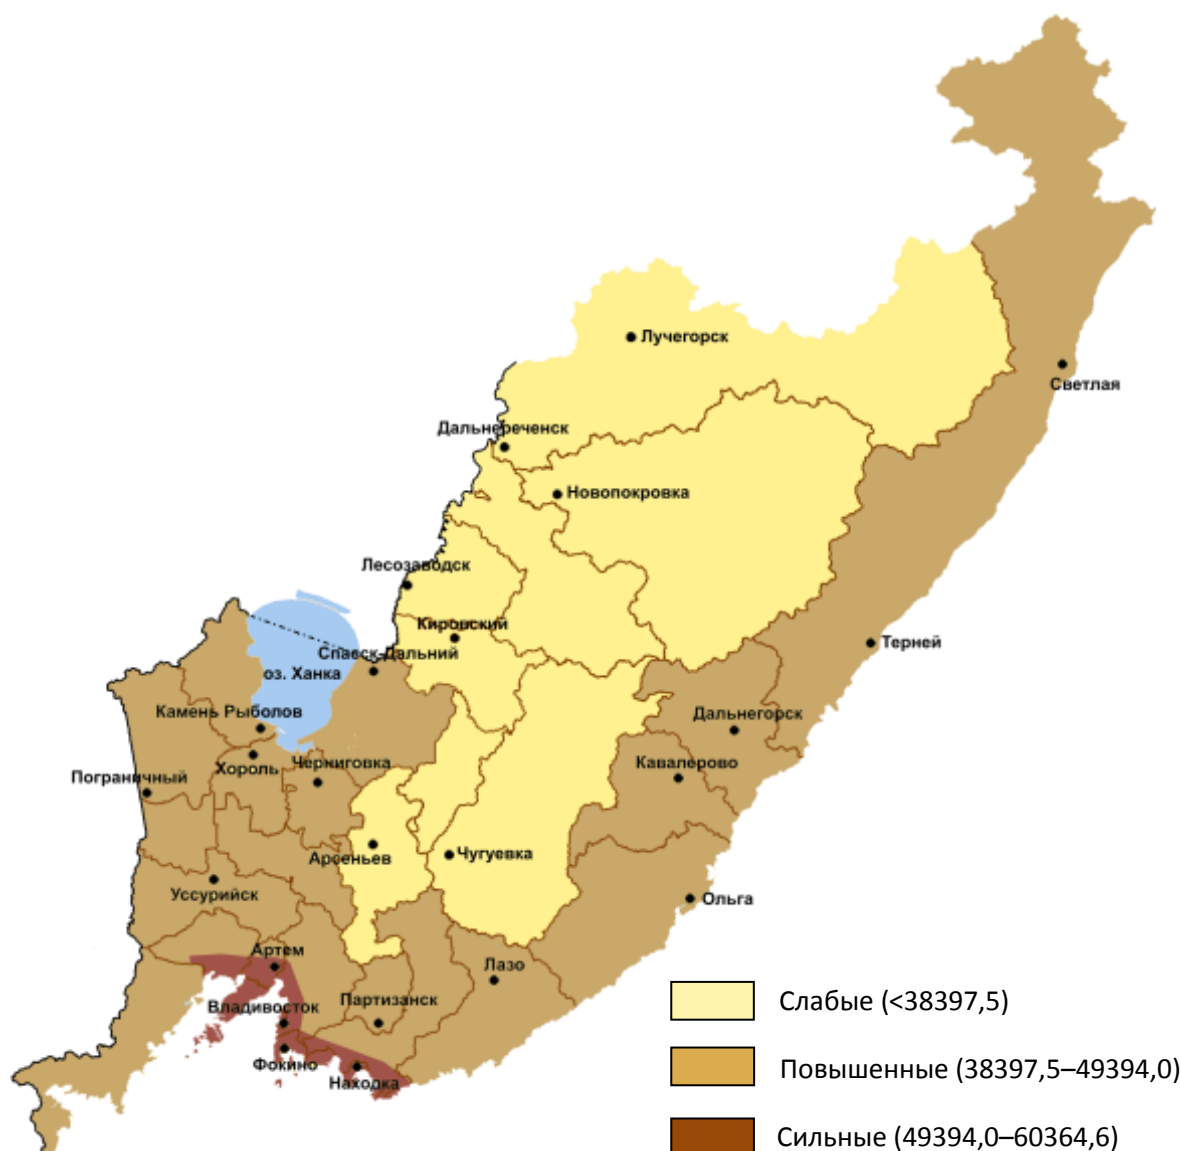 Лучегорск
Светлая
Дальнереченск
Новопокровка
Лесозаводск
Кировский
Терней
Спасск-Дальний
оз. Ханка
Камень Рыболов
Дальнегорск
Хороль
Черниговка
Кавалерово
Пограничный
Арсеньев
Чугуевка
Уссурийск
Ольга
Артем
Лазо
Владивосток
Партизанск
Фокино
Находка
Слабые (<38397,5)
Повышенные (38397,5–49394,0)
Сильные (49394,0–60364,6)